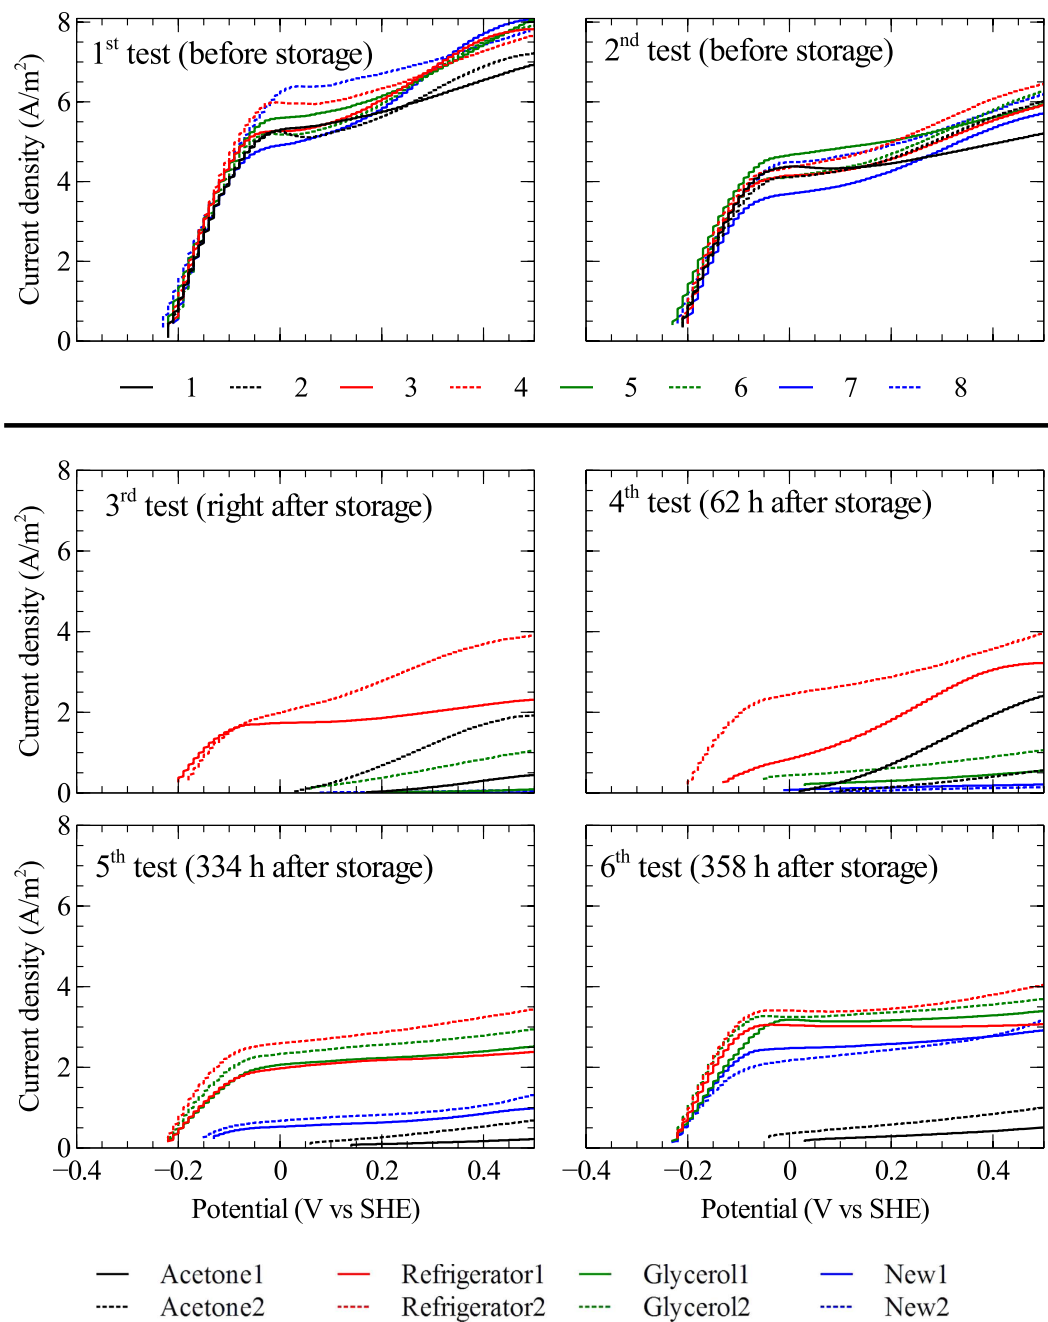 1st test (before storage)
2nd test (before storage)
Current density (A/m2)
8
6
4
2
0
1 2 3 4 5 6 7 8
3rd test (right after storage)
4th test (62 h after storage)
Current density (A/m2)
8
6
4
2
0
5th test (334 h after storage)
6th test (358 h after storage)
Current density (A/m2)
8
6
4
2
0
−0.4 −0.2 0 0.2 0.4
−0.4 −0.2 0 0.2 0.4
Potential (V vs SHE)
Potential (V vs SHE)
Acetone1 Refrigerator1 Glycerol1 New1
Acetone2 Refrigerator2 Glycerol2 New2